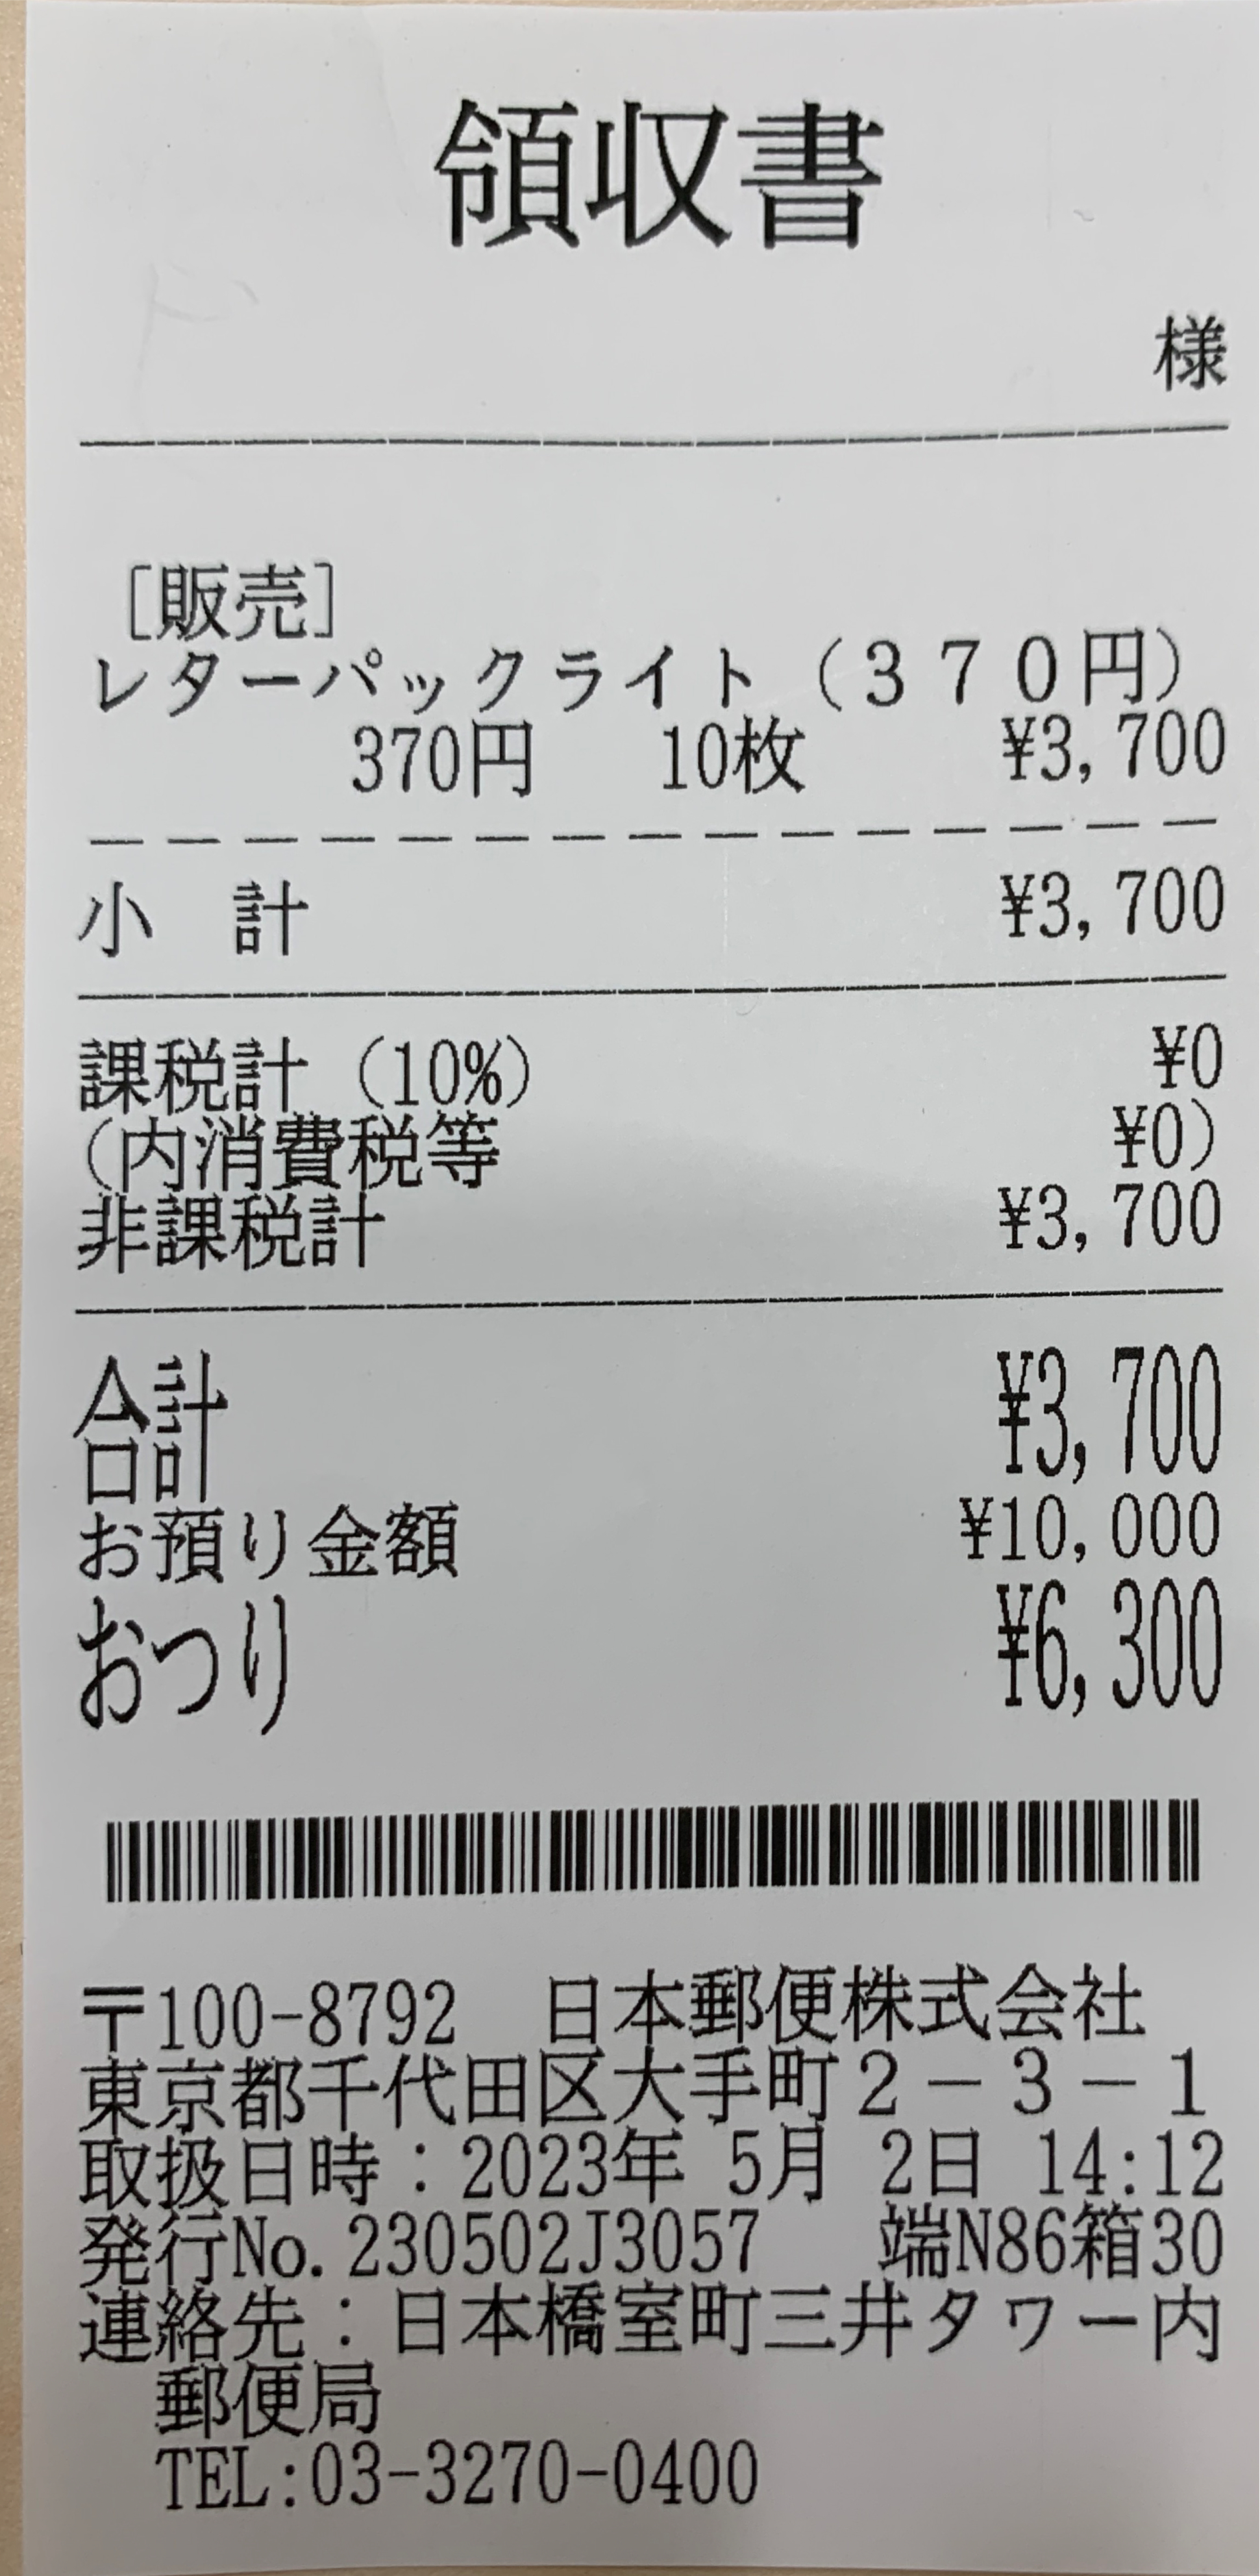 領収書
様
［販売］
レターパックライト（３７０円）
370円 10枚 ¥3,700
小 計 ¥3,700
課税計（10%） ¥0
（内消費税等 ¥0）
非課税計 ¥3,700
合計 ¥3,700
お預り金額 ¥10,000
おつり ¥6,300
〒100-8792 日本郵便株式会社
東京都千代田区大手町２－３－１
取扱日時：2023年 5月 2日 14:12
発行No.230502J3057 端N86箱30
連絡先：日本橋室町三井タワー内
郵便局
TEL:03-3270-0400